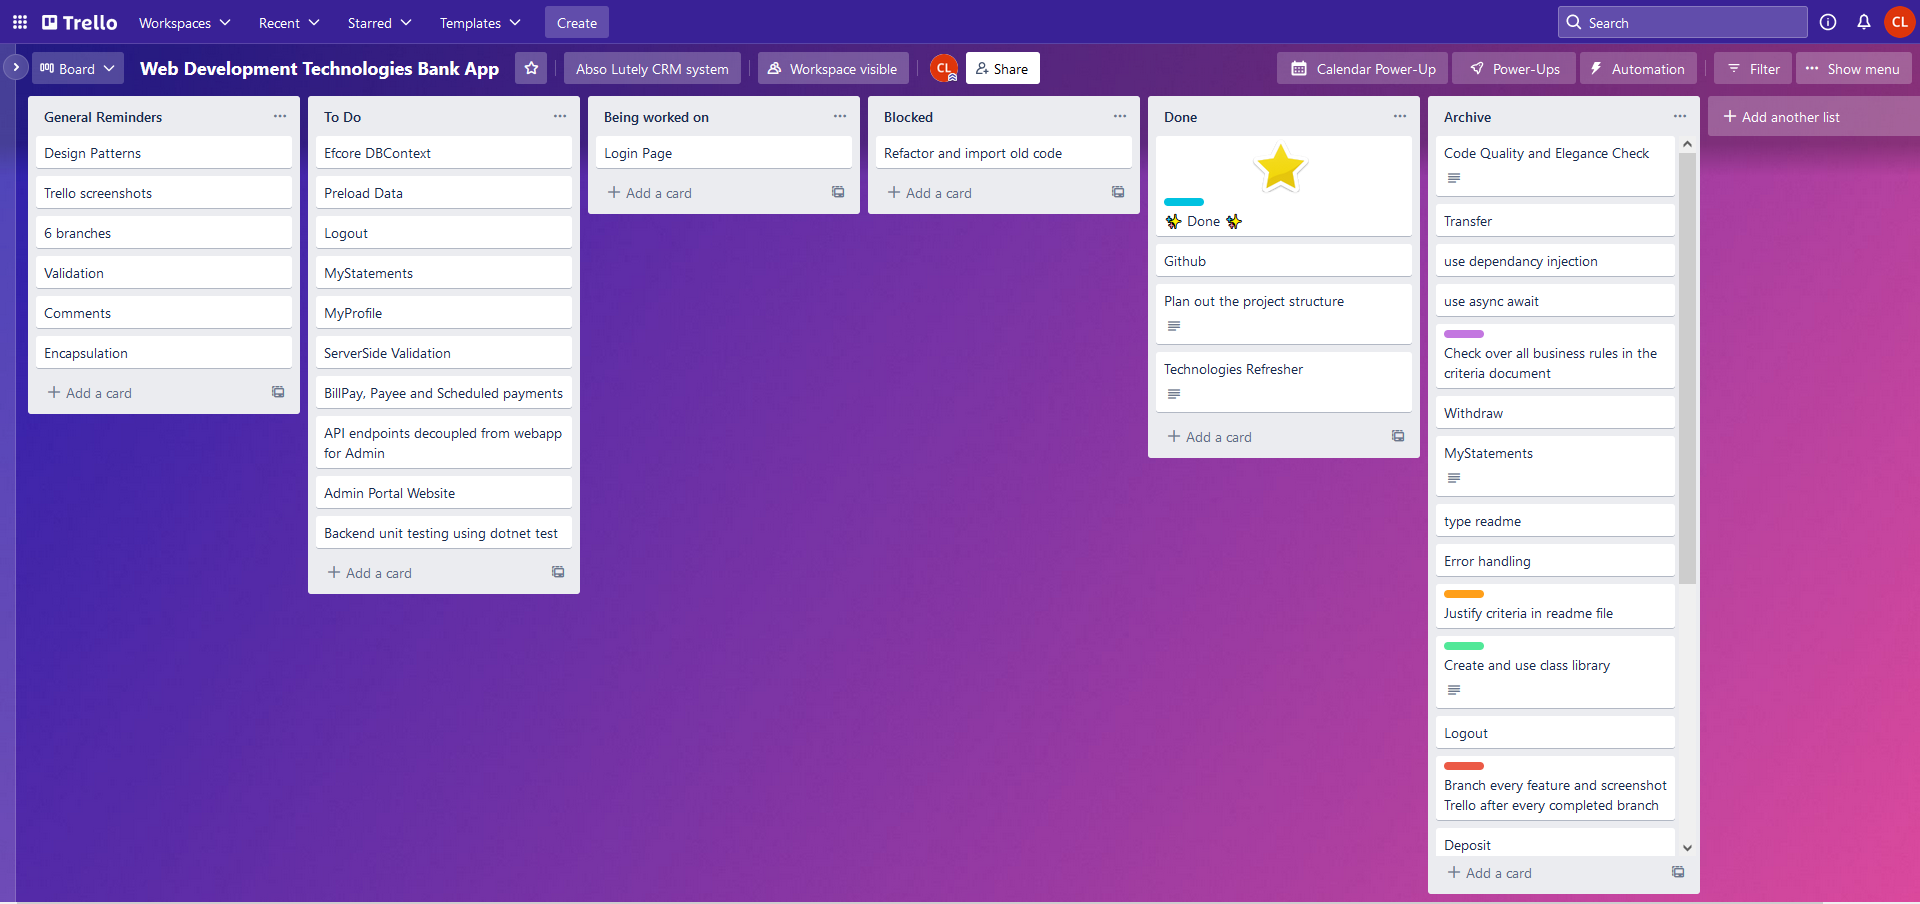 Trello Workspaces Recent Starred Templates Create Search CL
Board Web Development Technologies Bank App Abso Lutely CRM system Workspace visible CL Share Calendar Power-Up Power-Ups Automation Filter Show menu
General Reminders
Design Patterns
Trello screenshots
6 branches
Validation
Comments
Encapsulation
Add a card
To Do
Efcore DBContext
Preload Data
Logout
MyStatements
MyProfile
ServerSide Validation
BillPay, Payee and Scheduled payments
API endpoints decoupled from webapp
for Admin
Admin Portal Website
Backend unit testing using dotnet test
Add a card
Being worked on
Login Page
Add a card
Blocked
Refactor and import old code
Add a card
Done
✨ Done ✨
Github
Plan out the project structure
Technologies Refresher
Add a card
Archive
Code Quality and Elegance Check
Transfer
use dependancy injection
use async await
Check over all business rules in the
criteria document
Withdraw
MyStatements
type readme
Error handling
Justify criteria in readme file
Create and use class library
Logout
Branch every feature and screenshot
Trello after every completed branch
Deposit
Add a card
Add another list